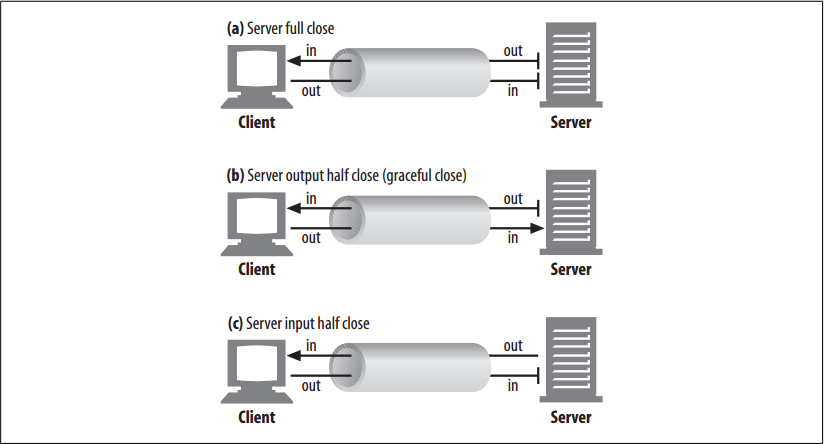 (a) Server full close
in
out
out
in
Client
Server
(b) Server output half close (graceful close)
in
out
out
in
Client
Server
(c) Server input half close
in
out
out
in
Client
Server